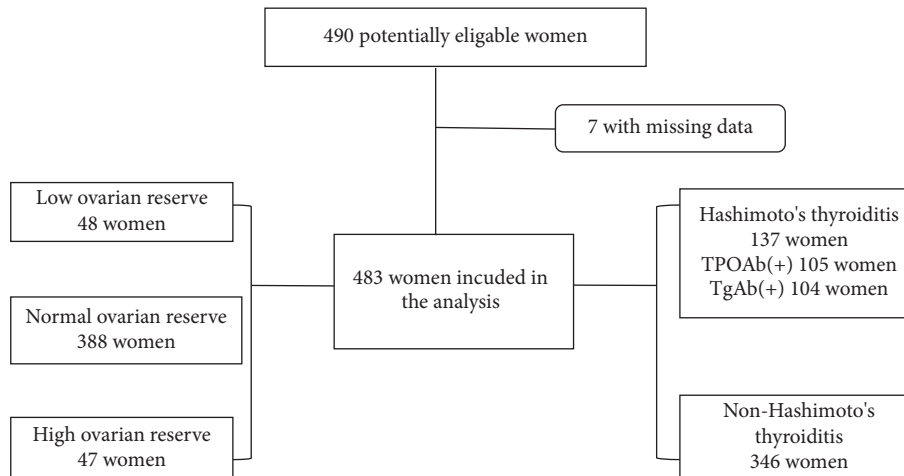 490 potentially eligable women
7 with missing data
Low ovarian reserve
48 women
Normal ovarian reserve
388 women
High ovarian reserve
47 women
483 women incuded in
the analysis
Hashimoto's thyroiditis
137 women
TPOAb(+) 105 women
TgAb(+) 104 women
Non-Hashimoto's
thyroiditis
346 women